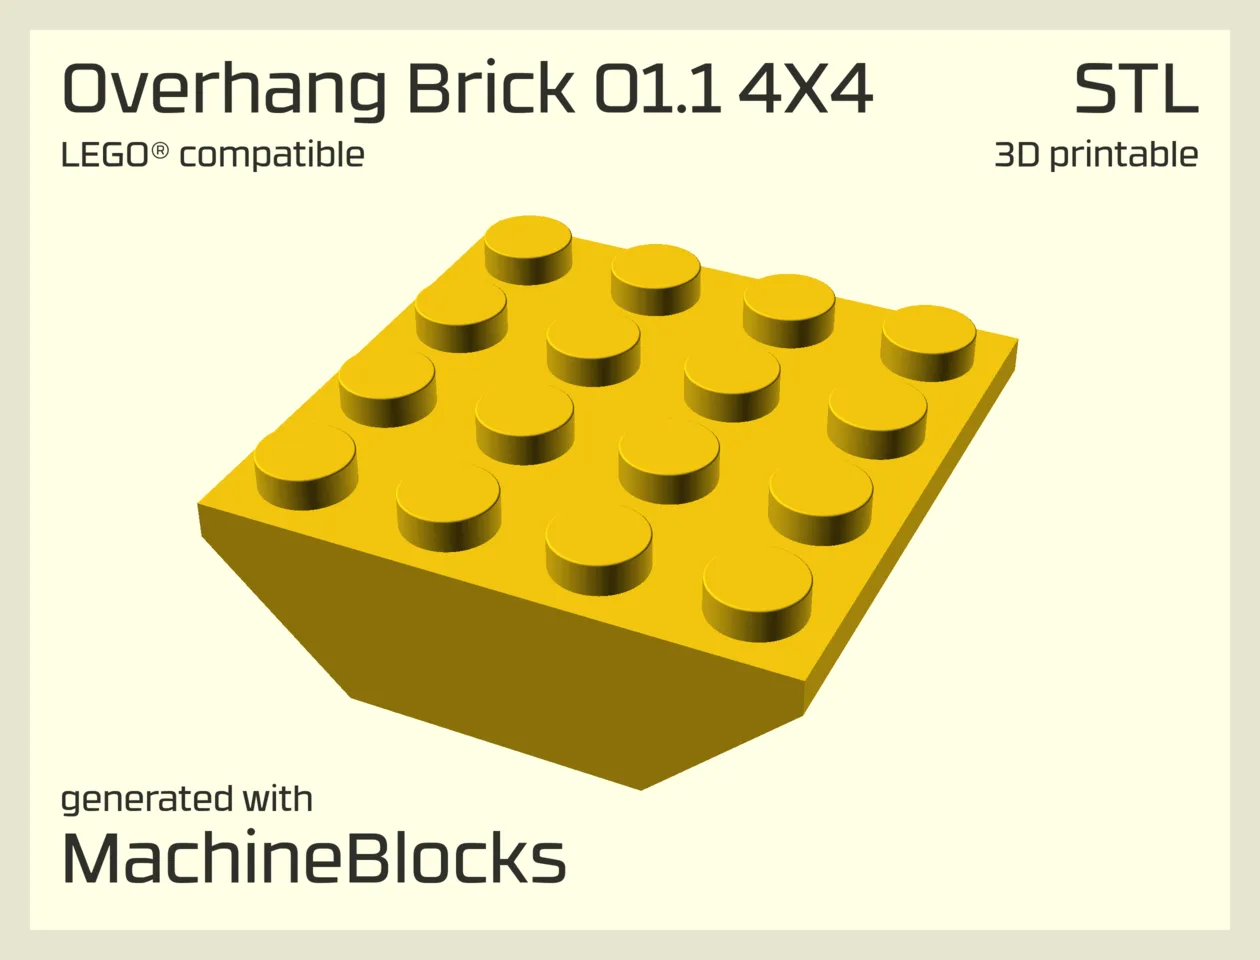 Overhang Brick 01.1 4X4
STL
LEGO® compatible
3D printable
generated with
MachineBlocks